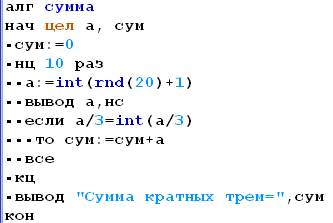 алг сумма
нач цел а, сум
·сум:=0
·нц 10 раз
··а:=int(rnd(20)+1)
··вывод а,нс
··если а/3=int(а/3)
···то сум:=сум+а
··все
·кц
·вывод "Сумма кратных трем=",сум
кон